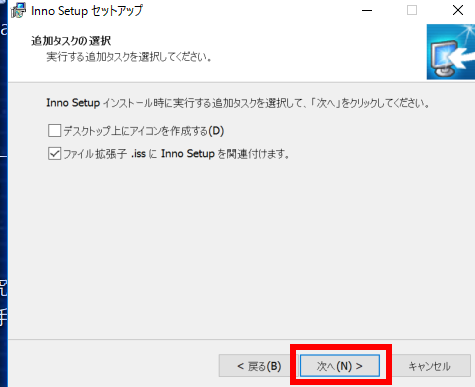 Inno Setup セットアップ
追加タスクの選択
実行する追加タスクを選択してください。
Inno Setup インストール時に実行する追加タスクを選択して、「次へ」をクリックしてください。
デスクトップ上にアイコンを作成する(D)
ファイル拡張子 .iss に Inno Setup を関連付けます。
< 戻る(B) 次へ(N) > キャンセル